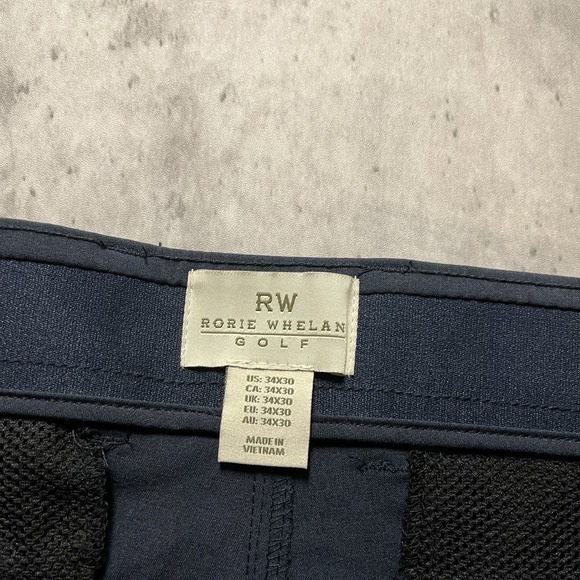 RW
RORIE WHELAN
GOLF
US: 34X30
CA: 34X30
UK: 34X30
EU: 34X30
AU: 34X30
MADE IN
VIETNAM